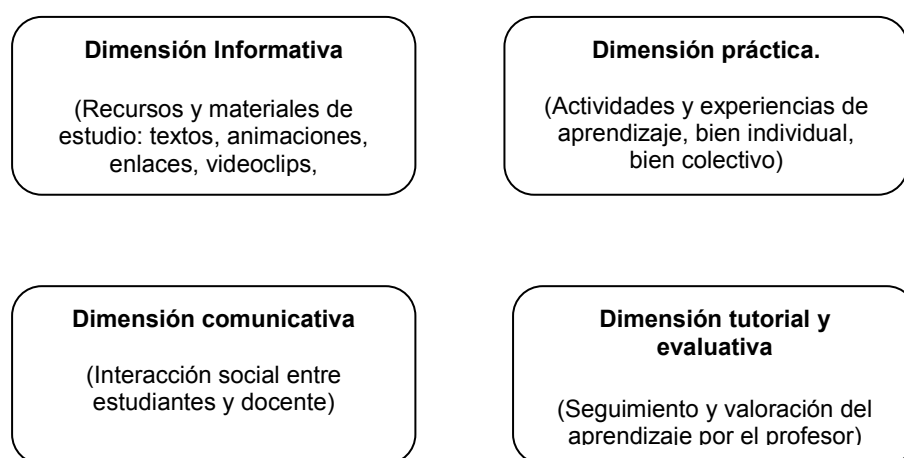 Dimensión Informativa
(Recursos y materiales de
estudio: textos, animaciones,
enlaces, videoclips,
Dimensión práctica.
(Actividades y experiencias de
aprendizaje, bien individual,
bien colectivo)
Dimensión comunicativa
(Interacción social entre
estudiantes y docente)
Dimensión tutorial y
evaluativa
(Seguimiento y valoración del
aprendizaje por el profesor)